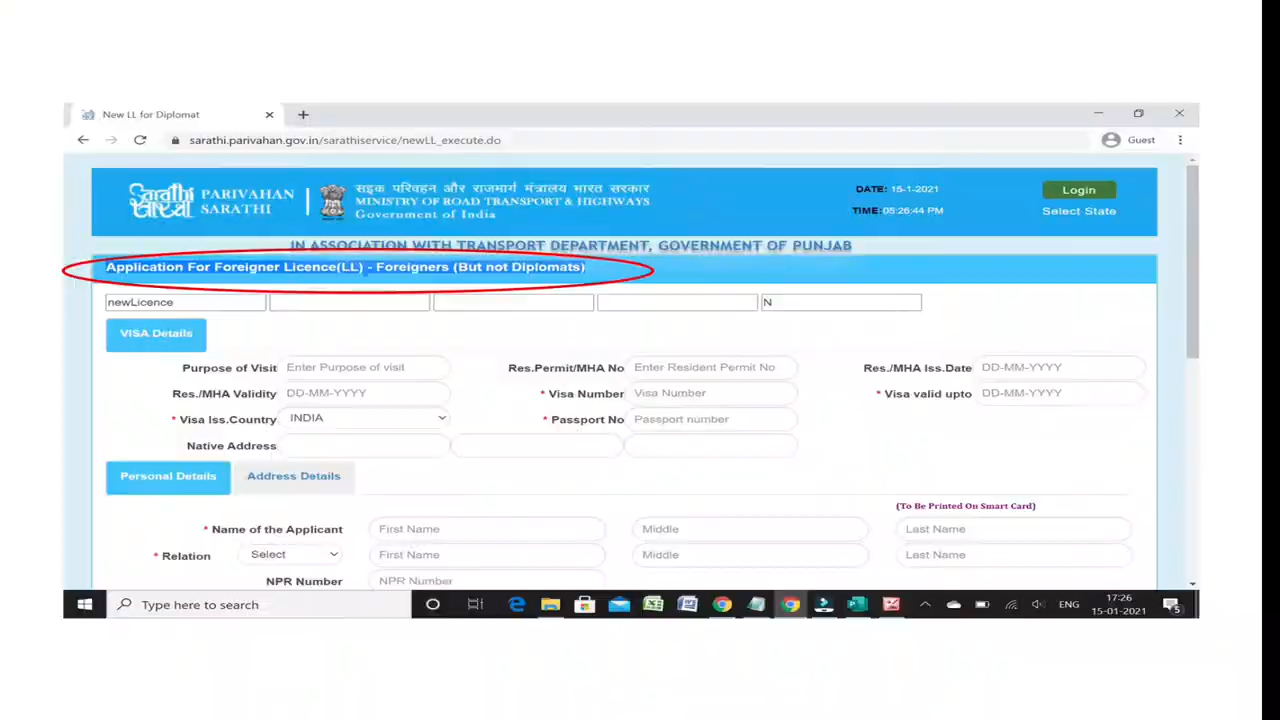 New LL for Diplomat
sarathi.parivahan.gov.in/sarathiservice/newLL_execute.do
Guest
Sarathi
सारथी
PARIVAHAN
SARATHI
सड़क परिवहन और राजमार्ग मंत्रालय भारत सरकार
MINISTRY OF ROAD TRANSPORT & HIGHWAYS
Government of India
DATE: 15-1-2021
TIME:05:26:44 PM
Login
Select State
IN ASSOCIATION WITH TRANSPORT DEPARTMENT, GOVERNMENT OF PUNJAB
Application For Foreigner Licence(LL) - Foreigners (But not Diplomats)
newLicence N
VISA Details
Purpose of Visit Enter Purpose of visit Res.Permit/MHA No Enter Resident Permit No Res./MHA Iss.Date DD-MM-YYYY
Res./MHA Validity DD-MM-YYYY * Visa Number Visa Number * Visa valid upto DD-MM-YYYY
* Visa Iss.Country INDIA * Passport No Passport number
Native Address
Personal Details Address Details
(To Be Printed On Smart Card)
* Name of the Applicant First Name Middle Last Name
* Relation Select First Name Middle Last Name
NPR Number NPR Number
Type here to search
ENG
17:26
15-01-2021
5